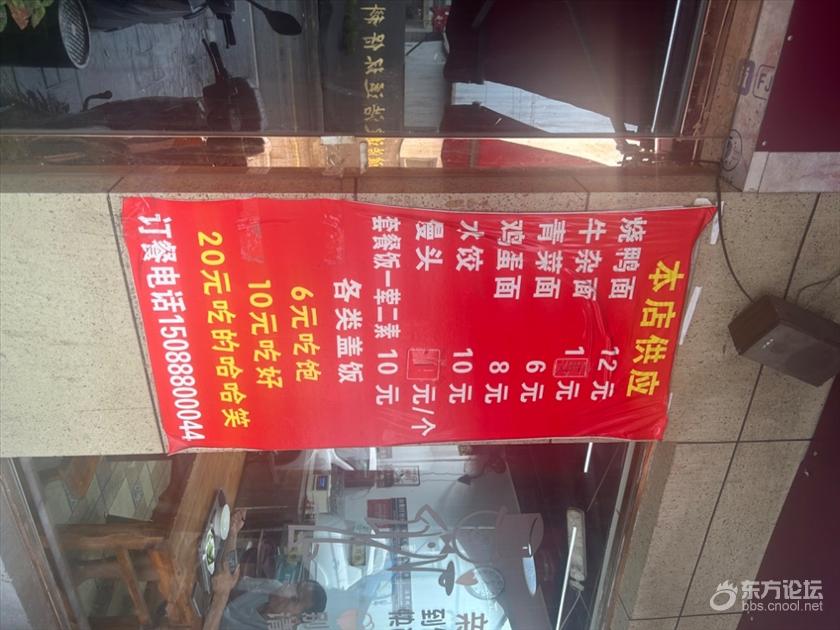 本店供应
烧鸭面 12元
牛杂面 1 元
青菜面 6元
鸡蛋面 8元
水饺 10元
馒头 元/个
套餐饭一荤二素 10元
各类盖饭
6元吃饱
10元吃好
20元吃的哈哈笑
订餐电话15088800044
东方论坛
bbs.cnool.net